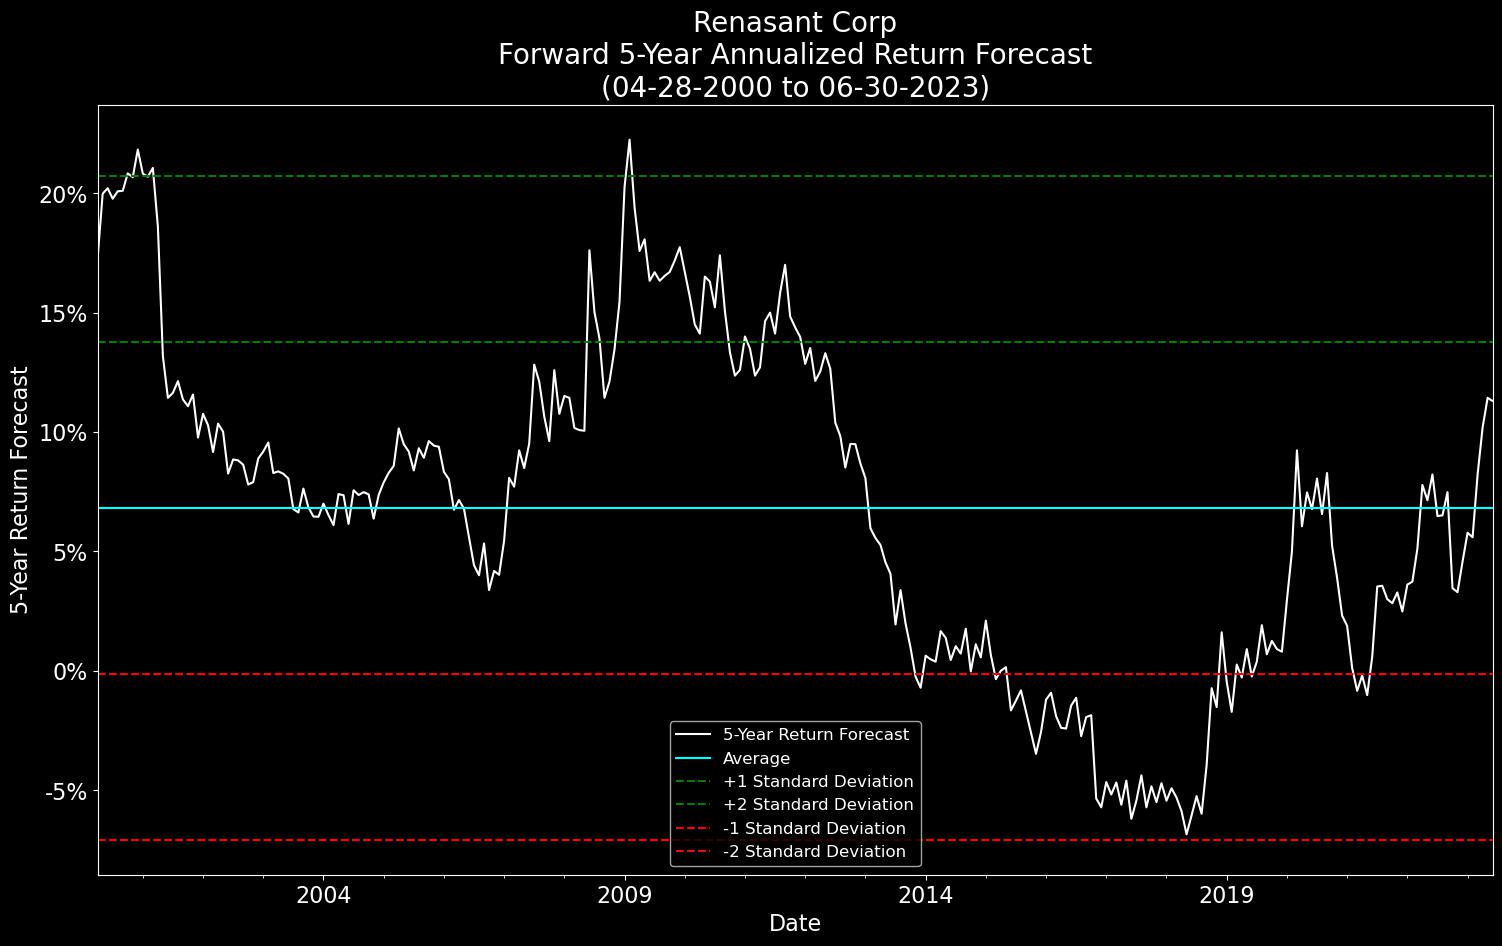 Renasant Corp
Forward 5-Year Annualized Return Forecast
(04-28-2000 to 06-30-2023)
5-Year Return Forecast
20%
15%
10%
5%
0%
-5%
5-Year Return Forecast
Average
+1 Standard Deviation
+2 Standard Deviation
-1 Standard Deviation
-2 Standard Deviation
2004
2009
2014
2019
Date